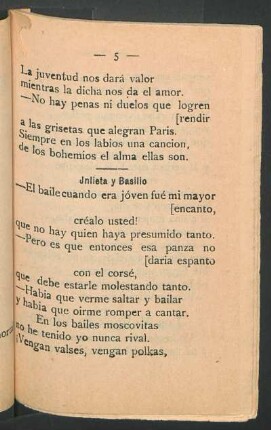 — 5 —
La juventud nos dará valor
mientras la dicha nos da el amor.
—No hay penas ni duelos que logren
[rendir
a las grisetas que alegran Paris.
Siempre en los labios una cancion,
de los bohemios el alma ellas son.
Jnlieta y Basilio
—El baile cuando era jóven fué mi mayor
[encanto,
créalo usted!
que no hay quien haya presumido tanto.
—Pero es que entonces esa panza no
[daria espanto
con el corsé,
que debe estarle molestando tanto.
—Habia que verme saltar y bailar
y habia que oirme romper a cantar.
En los bailes moscovitas
no he tenido yo nunca rival.
¡Vengan valses, vengan polkas,